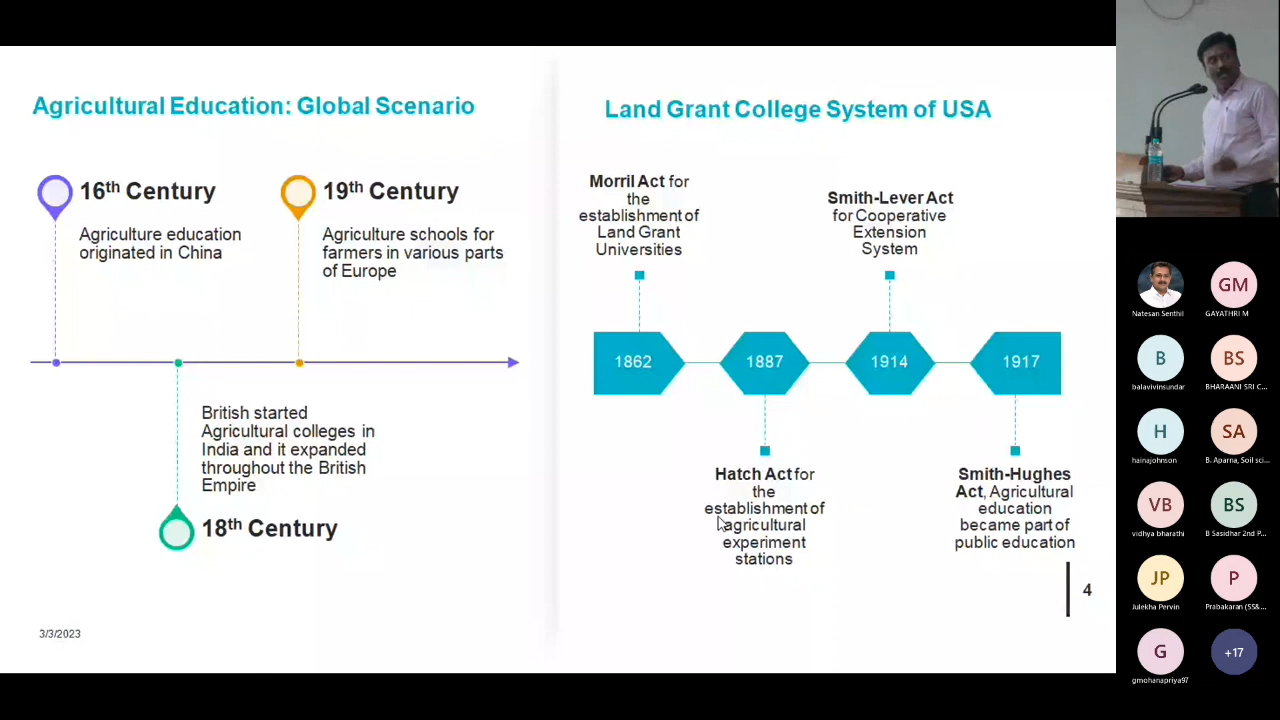 Agricultural Education: Global Scenario
16th Century
Agriculture education
originated in China
19th Century
Agriculture schools for
farmers in various parts
of Europe
British started
Agricultural colleges in
India and it expanded
throughout the British
Empire
18th Century
3/3/2023
Land Grant College System of USA
Morril Act for
the
establishment of
Land Grant
Universities
Smith-Lever Act
for Cooperative
Extension
System
1862
1887
1914
1917
Hatch Act for
the
establishment of
agricultural
experiment
stations
Smith-Hughes
Act, Agricultural
education
became part of
public education
4
Natesan Senthil
GM
GAYATHRI M
B
balavivinsundar
BS
BHARAANI SRI C...
H
hainajohnson
SA
B. Aparna, Soil sci...
VB
vidhya bharathi
BS
B Sasidhar 2nd P...
JP
Julekha Pervin
P
Prabakaran (SS&...
G
gmohanapriya97
+17